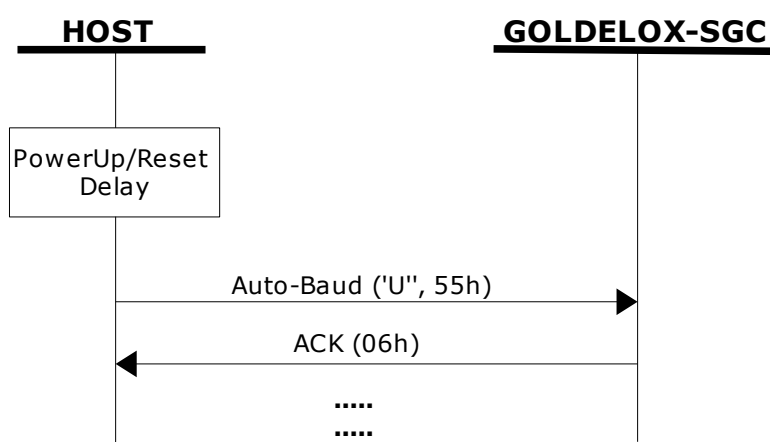 HOST
GOLDELOX-SGC
PowerUp/Reset
Delay
Auto-Baud ('U'', 55h)
ACK (06h)
.....
.....